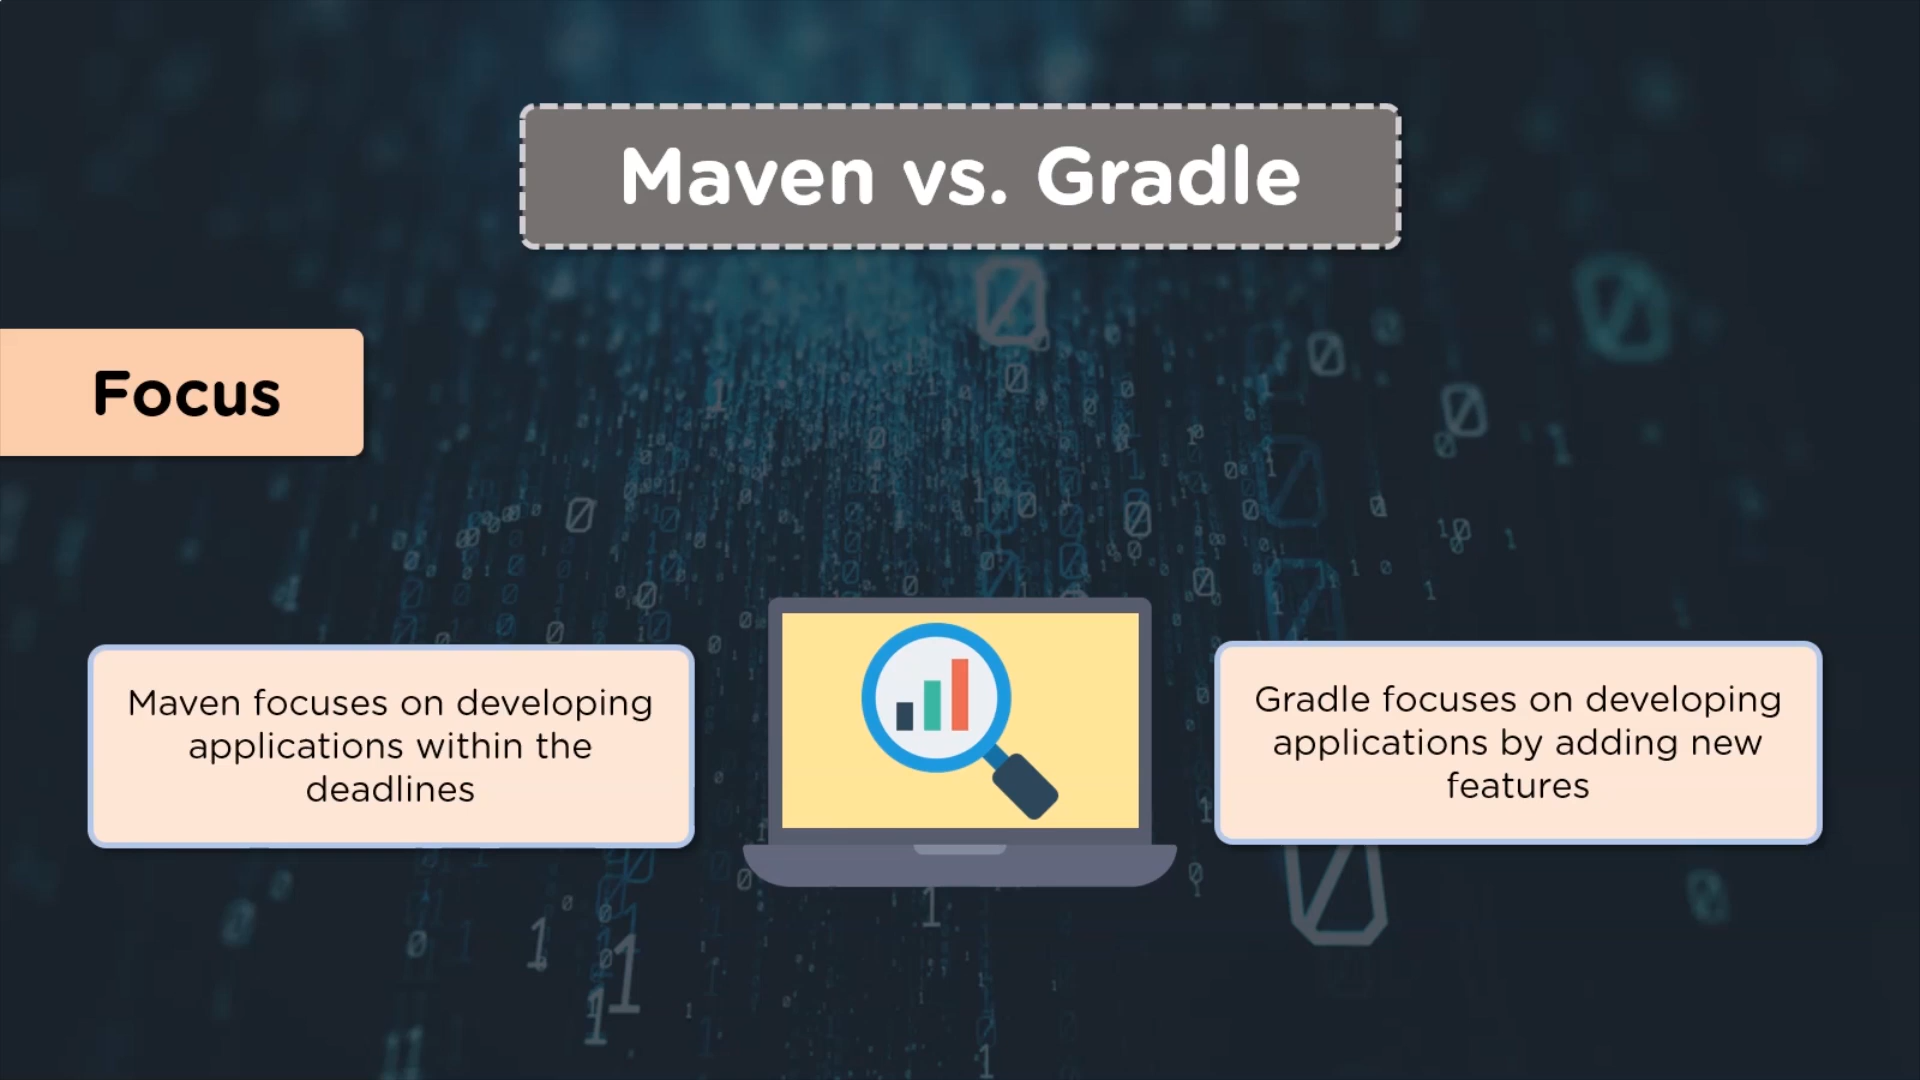 Maven vs. Gradle
Focus
Maven focuses on developing
applications within the
deadlines
Gradle focuses on developing
applications by adding new
features